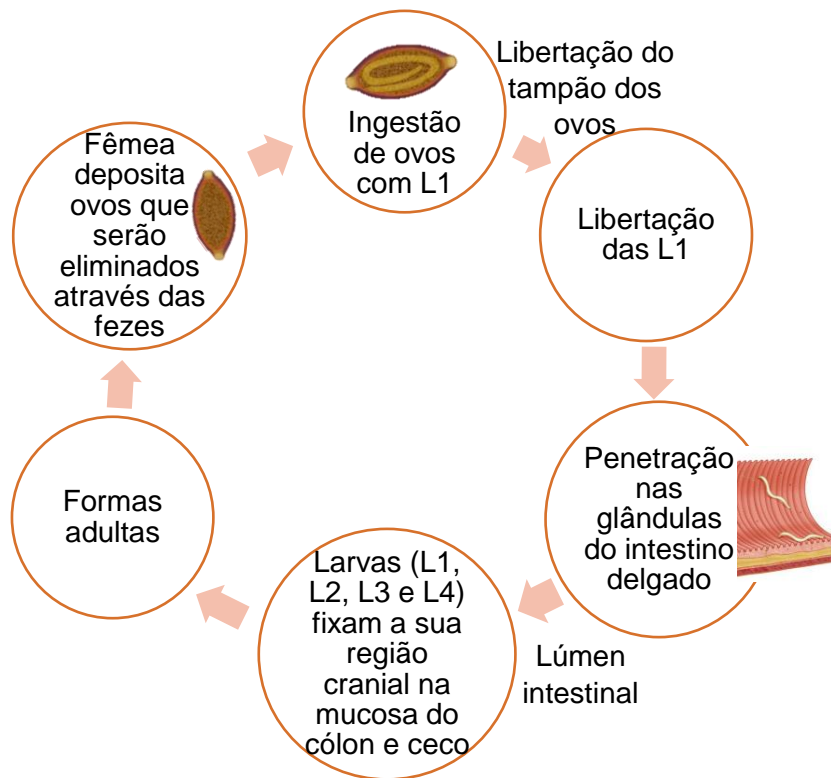 Ingestão
de ovos
com L1
Libertação do
tampão dos
ovos
Libertação
das L1
Penetração
nas
glândulas
do intestino
delgado
Lúmen
intestinal
Larvas (L1,
L2, L3 e L4)
fixam a sua
região
cranial na
mucosa do
cólon e ceco
Formas
adultas
Fêmea
deposita
ovos que
serão
eliminados
através das
fezes